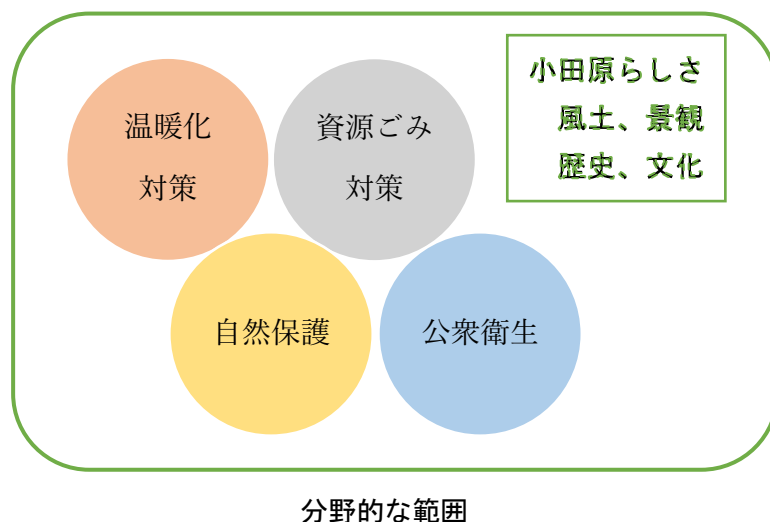 温暖化
対策
資源ごみ
対策
小田原らしさ
風土、景観
歴史、文化
自然保護
公衆衛生
分野的な範囲